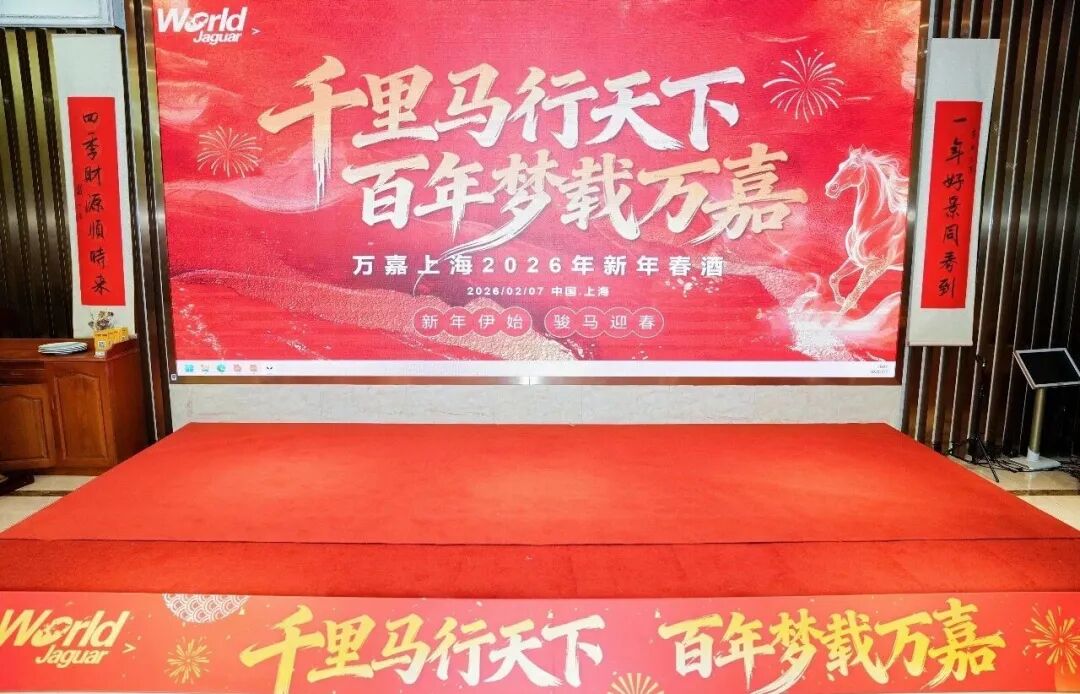 World
Jaguar
千里马行天下
百年梦载万嘉
万嘉上海2026年新年春酒
2026/02/07 中国.上海
新年伊始 骏马迎春
四季財源順時来
一年好景同春到
World
Jaguar
千里马行天下 百年梦载万嘉